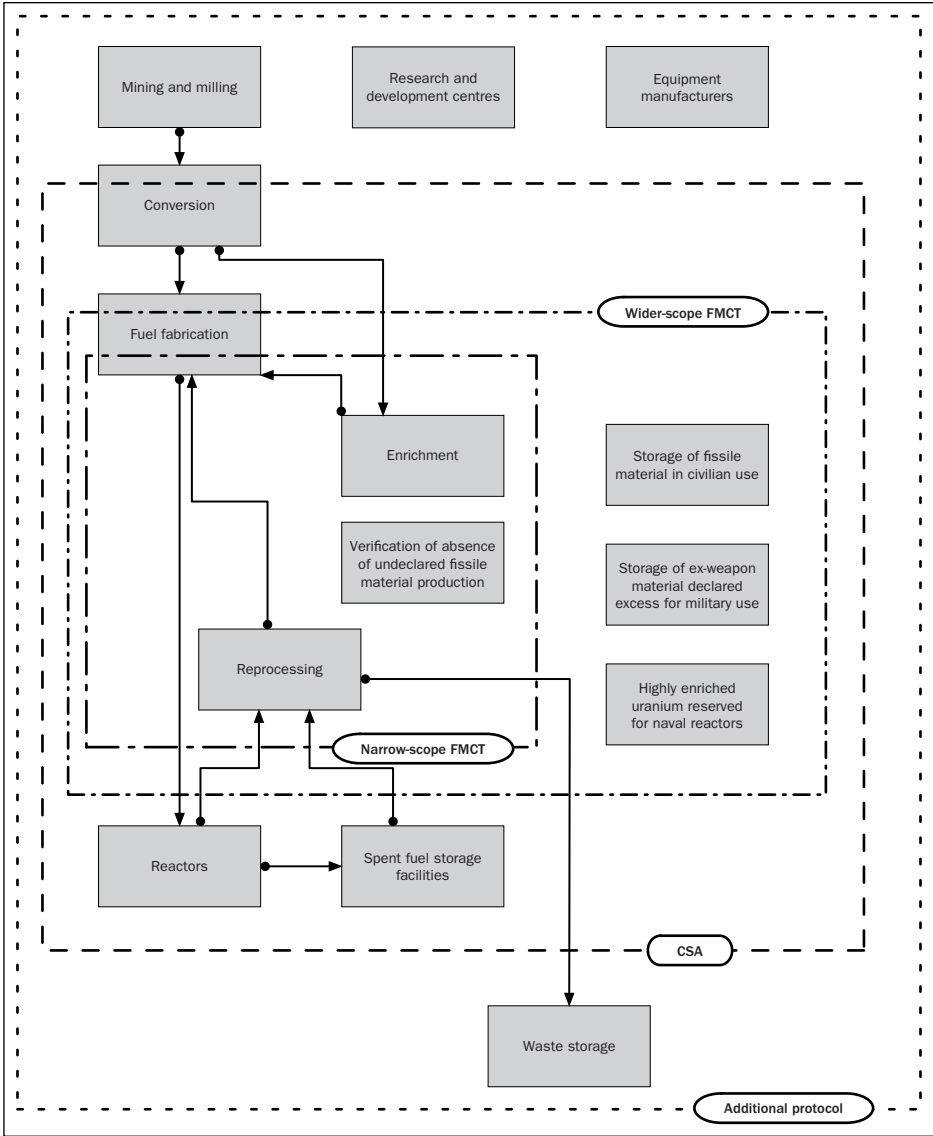 Mining and milling
Research and
development centres
Equipment
manufacturers
Conversion
Wider-scope FMCT
Fuel fabrication
Enrichment
Storage of fissile
material in civilian use
Verification of absence
of undeclared fissile
material production
Storage of ex-weapon
material declared
excess for military use
Reprocessing
Highly enriched
uranium reserved
for naval reactors
Narrow-scope FMCT
Reactors
Spent fuel storage
facilities
CSA
Waste storage
Additional protocol